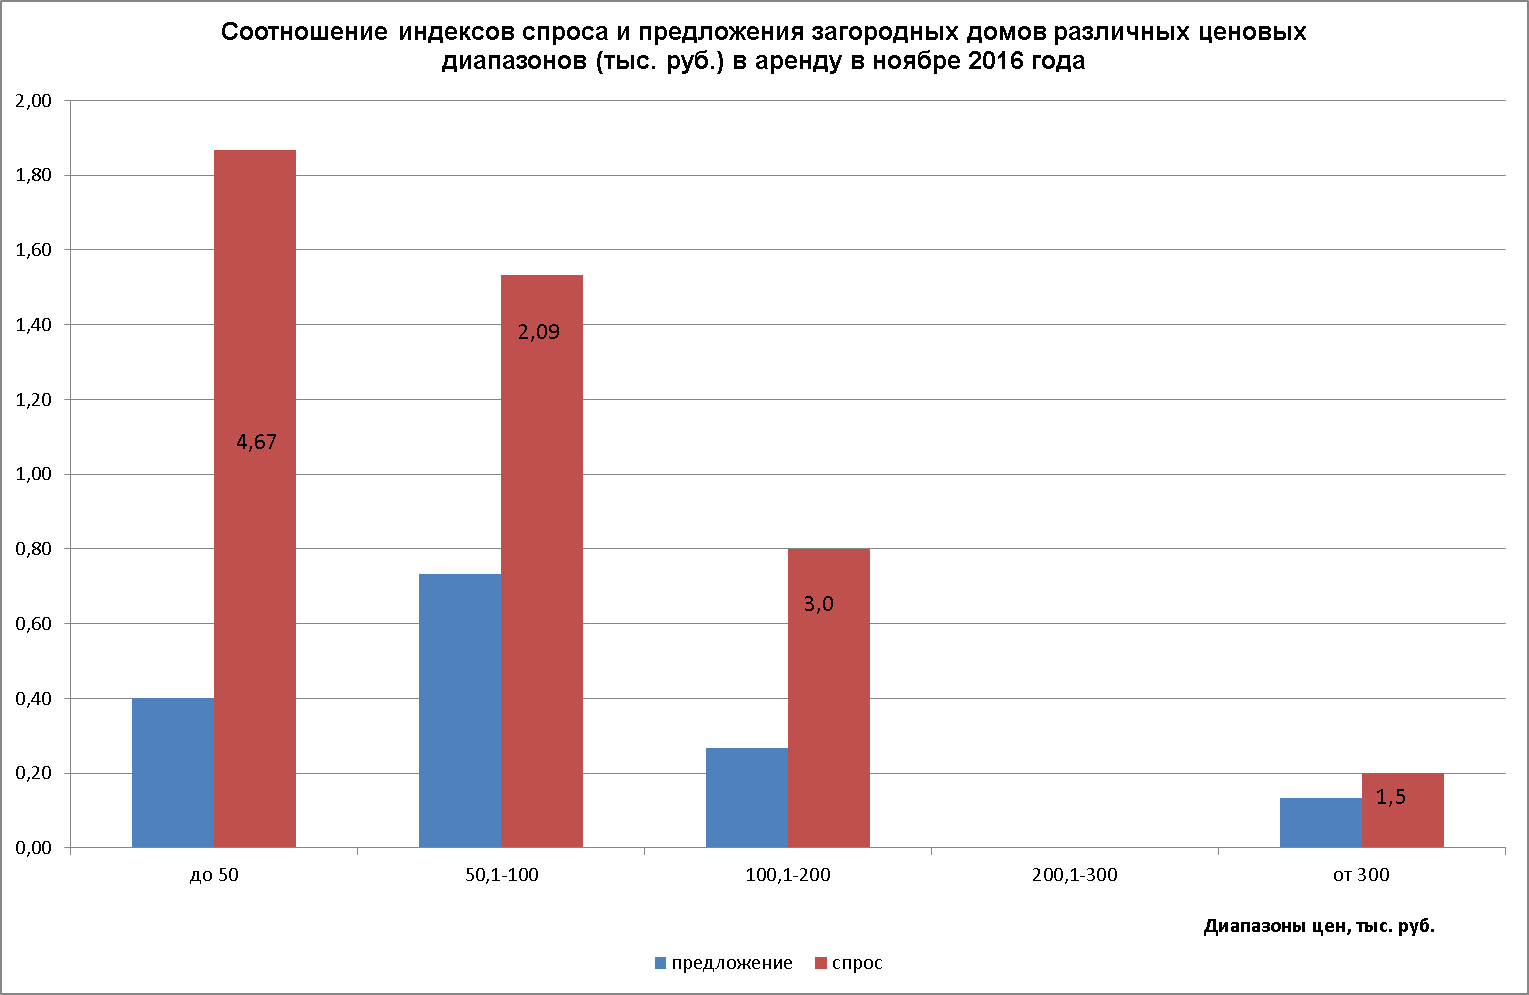 Соотношение индексов спроса и предложения загородных домов различных ценовых
диапазонов (тыс. руб.) в аренду в ноябре 2016 года
2,00
1,80
1,60
1,40
1,20
1,00
0,80
0,60
0,40
0,20
0,00
4,67
2,09
3,0
1,5
до 50
50,1-100
100,1-200
200,1-300
от 300
Диапазоны цен, тыс. руб.
предложение
спрос